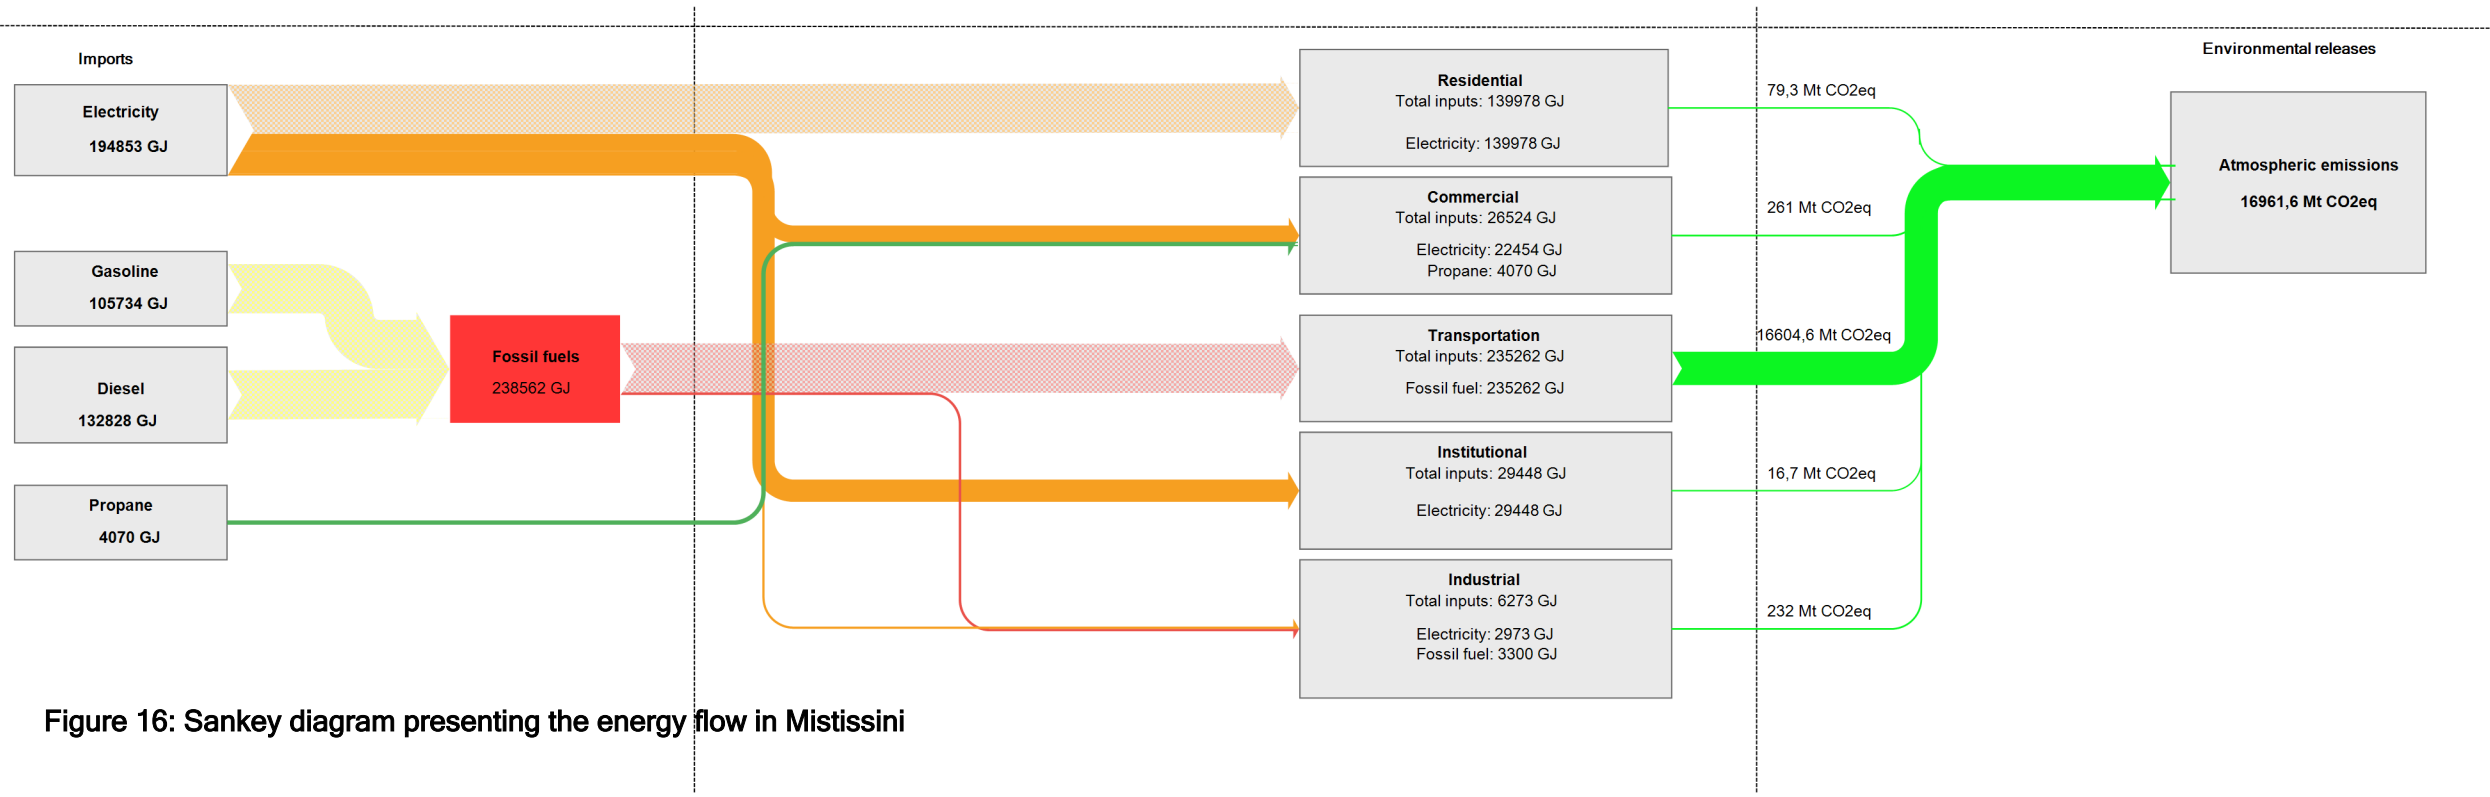 Imports
Environmental releases
Electricity
194853 GJ
Gasoline
105734 GJ
Diesel
132828 GJ
Propane
4070 GJ
Fossil fuels
238562 GJ
Residential
Total inputs: 139978 GJ
Electricity: 139978 GJ
Commercial
Total inputs: 26524 GJ
Electricity: 22454 GJ
Propane: 4070 GJ
Transportation
Total inputs: 235262 GJ
Fossil fuel: 235262 GJ
Institutional
Total inputs: 29448 GJ
Electricity: 29448 GJ
Industrial
Total inputs: 6273 GJ
Electricity: 2973 GJ
Fossil fuel: 3300 GJ
79,3 Mt CO2eq
261 Mt CO2eq
16604,6 Mt CO2eq
16,7 Mt CO2eq
232 Mt CO2eq
Atmospheric emissions
16961,6 Mt CO2eq
Figure 16: Sankey diagram presenting the energy flow in Mistissini